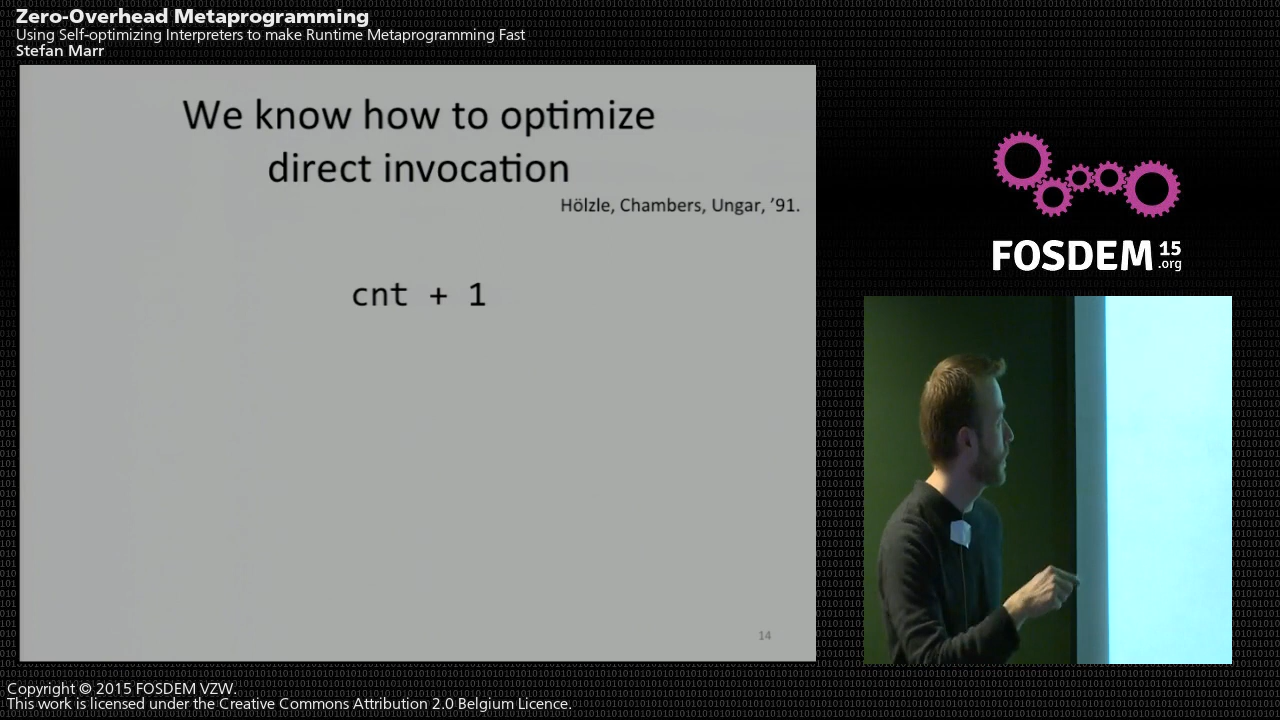 Zero-Overhead Metaprogramming
Using Self-optimizing Interpreters to make Runtime Metaprogramming Fast
Stefan Marr
We know how to optimize
direct invocation
Hölzle, Chambers, Ungar, ’91.
cnt + 1
14
FOSDEM 15
.org
Copyright © 2015 FOSDEM VZW.
This work is licensed under the Creative Commons Attribution 2.0 Belgium Licence.